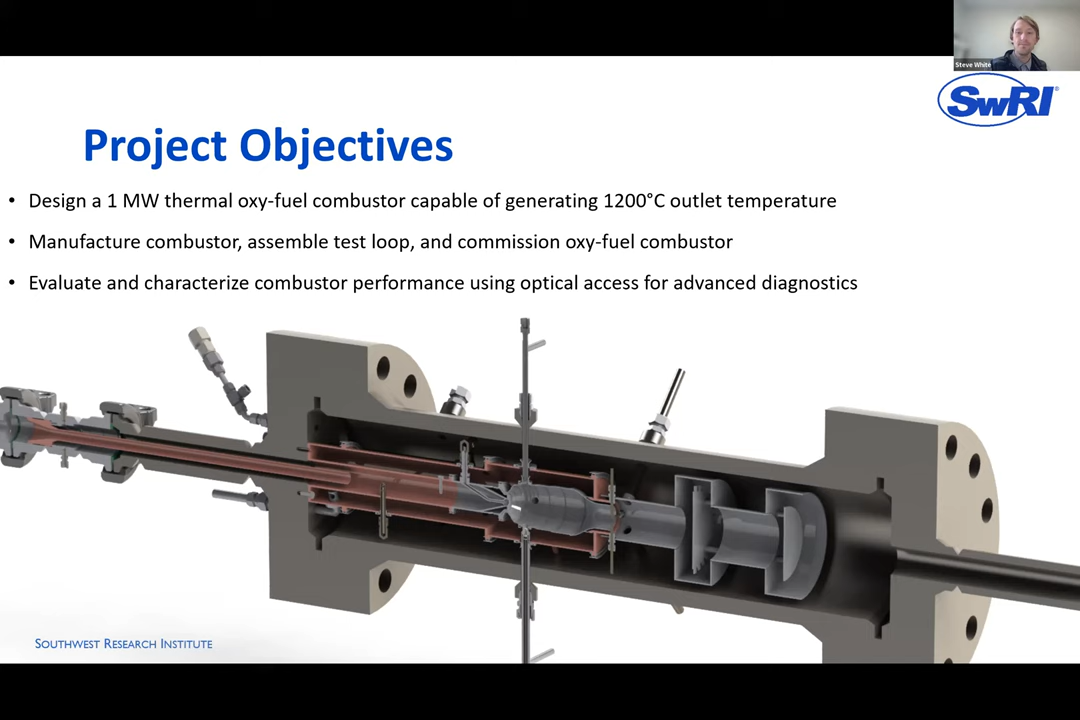 Steve White
SwRI
Project Objectives
• Design a 1 MW thermal oxy-fuel combustor capable of generating 1200°C outlet temperature
• Manufacture combustor, assemble test loop, and commission oxy-fuel combustor
• Evaluate and characterize combustor performance using optical access for advanced diagnostics
SOUTHWEST RESEARCH INSTITUTE